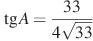 tgA = 33 / 4√33